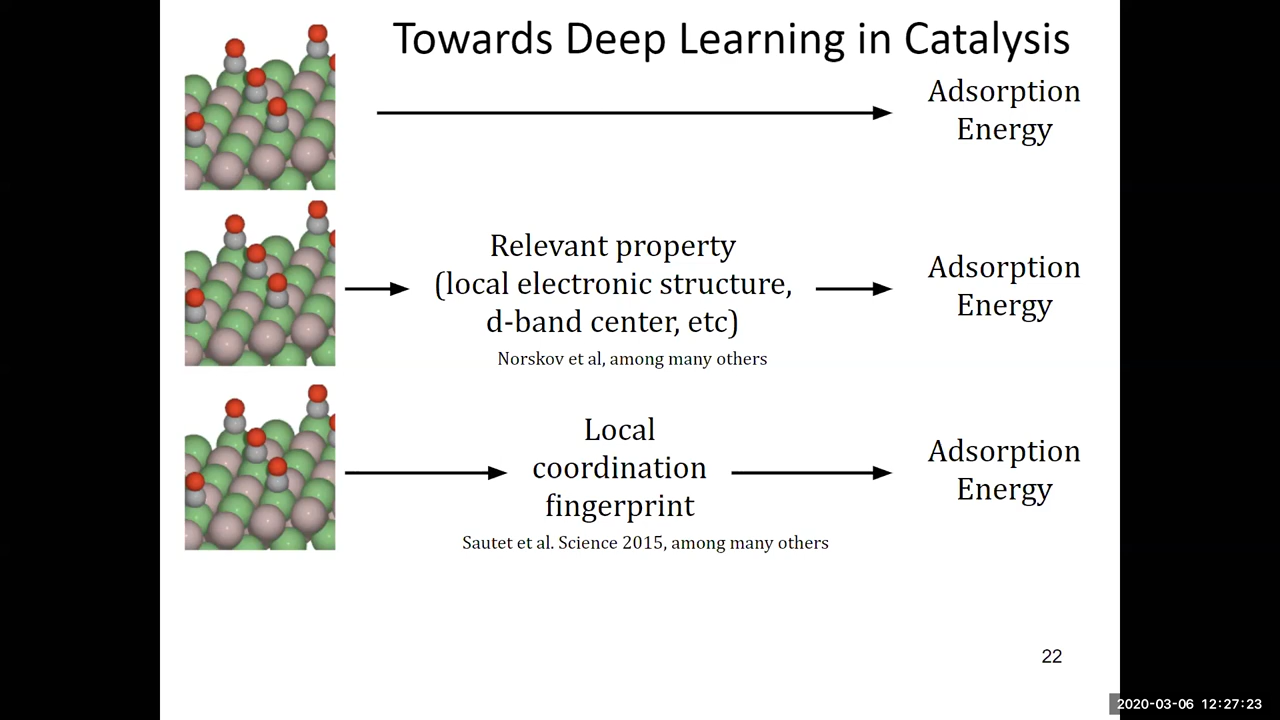 Towards Deep Learning in Catalysis
Adsorption
Energy
Relevant property
(local electronic structure,
d-band center, etc)
Norskov et al, among many others
Adsorption
Energy
Local
coordination
fingerprint
Sautet et al. Science 2015, among many others
Adsorption
Energy
22
2020-03-06 12:27:23